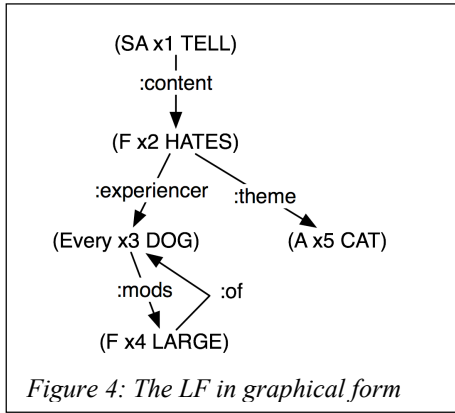 (SA x1 TELL)
:content
(F x2 HATES)
:experiencer :theme
(Every x3 DOG) (A x5 CAT)
:mods :of
(F x4 LARGE)
Figure 4: The LF in graphical form